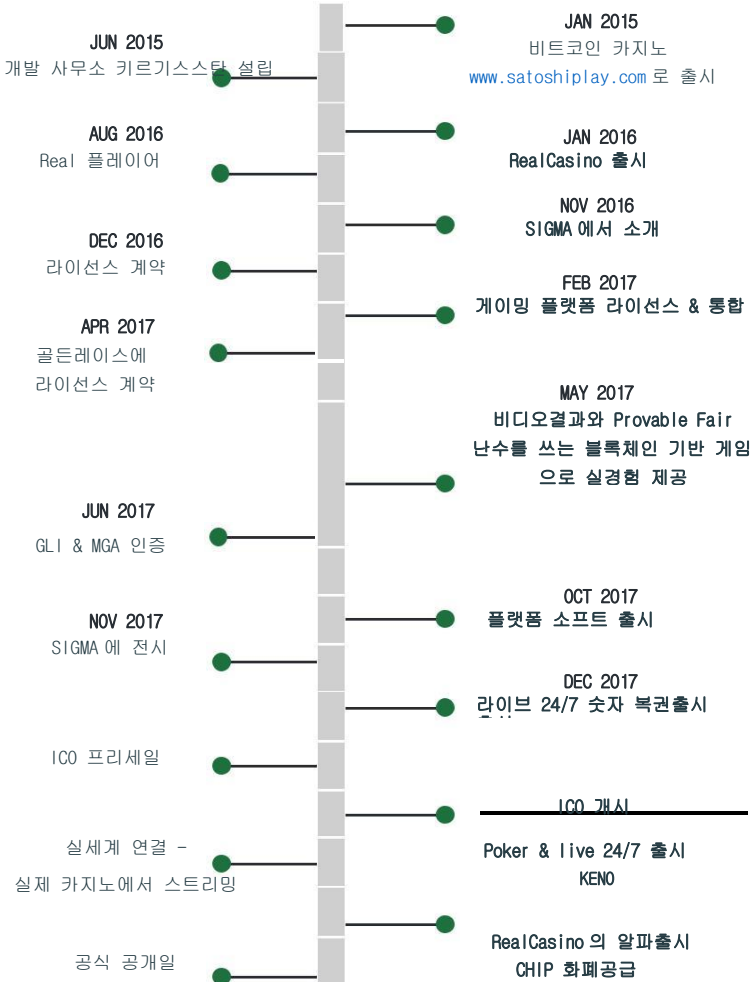 JAN 2015
비트코인 카지노
www.satoshiplay.com 로 출시
JUN 2015
개발 사무소 키르기스스탄 설립
JAN 2016
RealCasino 출시
AUG 2016
Real 플레이어
NOV 2016
SIGMA 에서 소개
DEC 2016
라이선스 계약
FEB 2017
게이밍 플랫폼 라이선스 & 통합
APR 2017
골든레이스에
라이선스 계약
MAY 2017
비디오결과와 Provable Fair
난수를 쓰는 블록체인 기반 게임
으로 실경험 제공
JUN 2017
GLI & MGA 인증
OCT 2017
플랫폼 소프트 출시
NOV 2017
SIGMA 에 전시
DEC 2017
라이브 24/7 숫자 복권출시
ICO 프리세일
ICO 개시
실세계 연결 -
실제 카지노에서 스트리밍
Poker & live 24/7 출시
KENO
RealCasino 의 알파출시
CHIP 화폐공급
공식 공개일